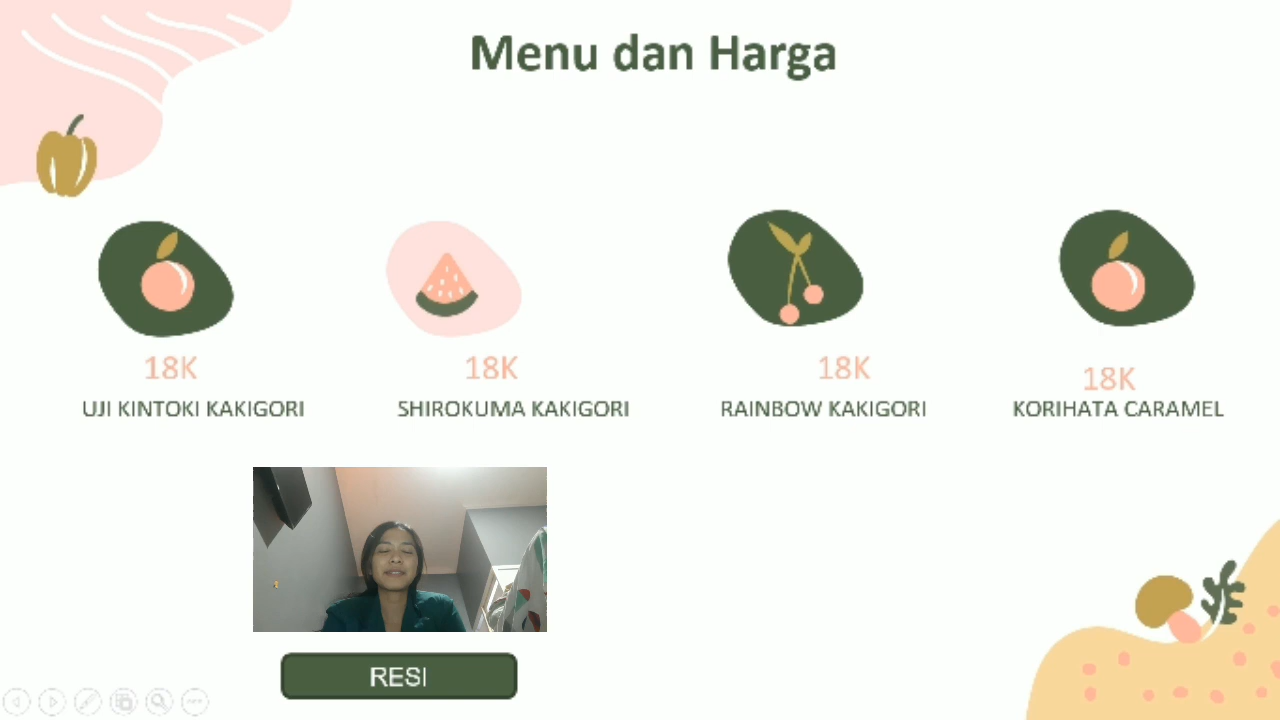 Menu dan Harga
18K
UJI KINTOKI KAKIGORI
18K
SHIROKUMA KAKIGORI
18K
RAINBOW KAKIGORI
18K
KORIHATA CARAMEL
RESI